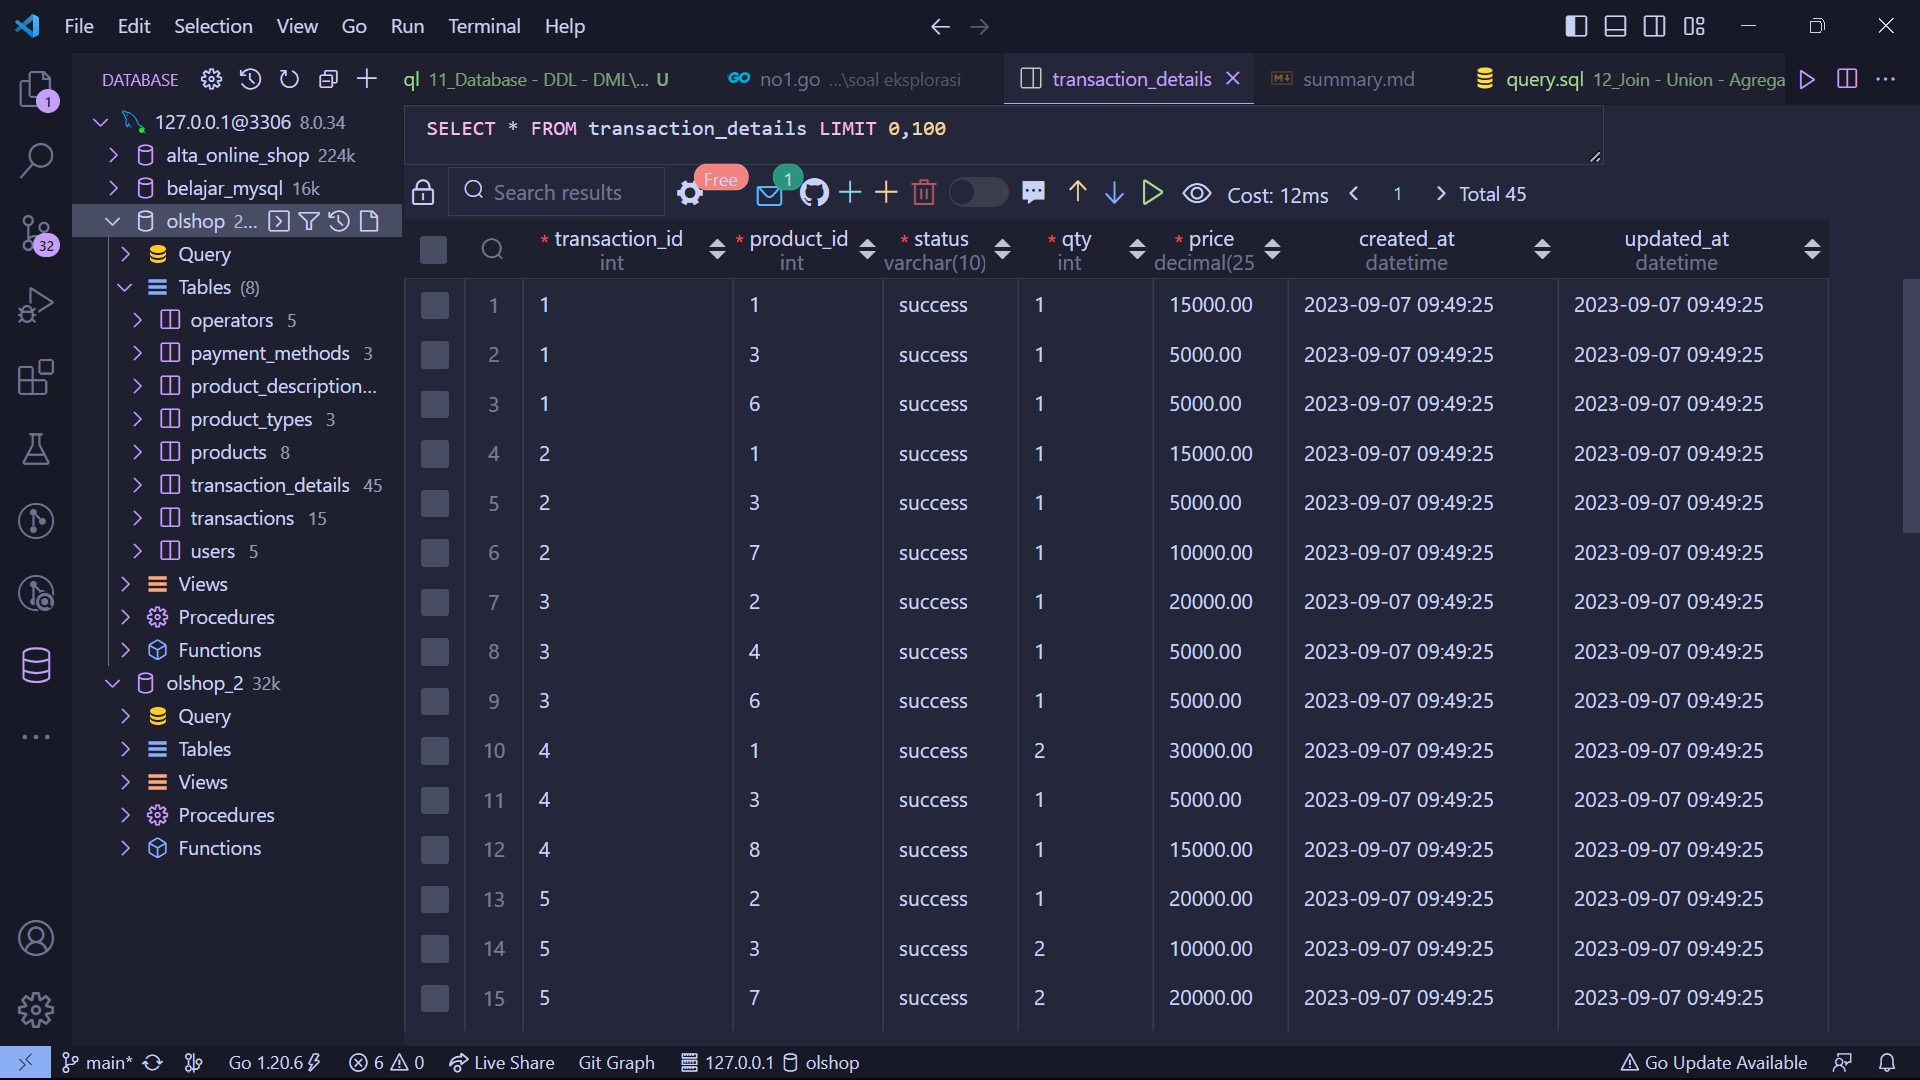 File Edit Selection View Go Run Terminal Help
DATABASE
ql 11_Database - DDL - DML\... U
no1.go ...\soal eksplorasi
transaction_details
summary.md
query.sql 12_Join - Union - Agrega
1
127.0.0.1@3306 8.0.34
alta_online_shop 224k
belajar_mysql 16k
olshop 2...
32
Query
Tables (8)
operators 5
payment_methods 3
product_description...
product_types 3
products 8
transaction_details 45
transactions 15
users 5
Views
Procedures
Functions
olshop_2 32k
Query
Tables
Views
Procedures
Functions
SELECT * FROM transaction_details LIMIT 0,100
Search results Free 1 Cost: 12ms 1 Total 45
* transaction_id * product_id * status * qty * price created_at updated_at
int int varchar(10) int decimal(25 datetime datetime
1 1 1 success 1 15000.00 2023-09-07 09:49:25 2023-09-07 09:49:25
2 1 3 success 1 5000.00 2023-09-07 09:49:25 2023-09-07 09:49:25
3 1 6 success 1 5000.00 2023-09-07 09:49:25 2023-09-07 09:49:25
4 2 1 success 1 15000.00 2023-09-07 09:49:25 2023-09-07 09:49:25
5 2 3 success 1 5000.00 2023-09-07 09:49:25 2023-09-07 09:49:25
6 2 7 success 1 10000.00 2023-09-07 09:49:25 2023-09-07 09:49:25
7 3 2 success 1 20000.00 2023-09-07 09:49:25 2023-09-07 09:49:25
8 3 4 success 1 5000.00 2023-09-07 09:49:25 2023-09-07 09:49:25
9 3 6 success 1 5000.00 2023-09-07 09:49:25 2023-09-07 09:49:25
10 4 1 success 2 30000.00 2023-09-07 09:49:25 2023-09-07 09:49:25
11 4 3 success 1 5000.00 2023-09-07 09:49:25 2023-09-07 09:49:25
12 4 8 success 1 15000.00 2023-09-07 09:49:25 2023-09-07 09:49:25
13 5 2 success 1 20000.00 2023-09-07 09:49:25 2023-09-07 09:49:25
14 5 3 success 2 10000.00 2023-09-07 09:49:25 2023-09-07 09:49:25
15 5 7 success 2 20000.00 2023-09-07 09:49:25 2023-09-07 09:49:25
main* Go 1.20.6 6 0 Live Share Git Graph 127.0.0.1 olshop Go Update Available